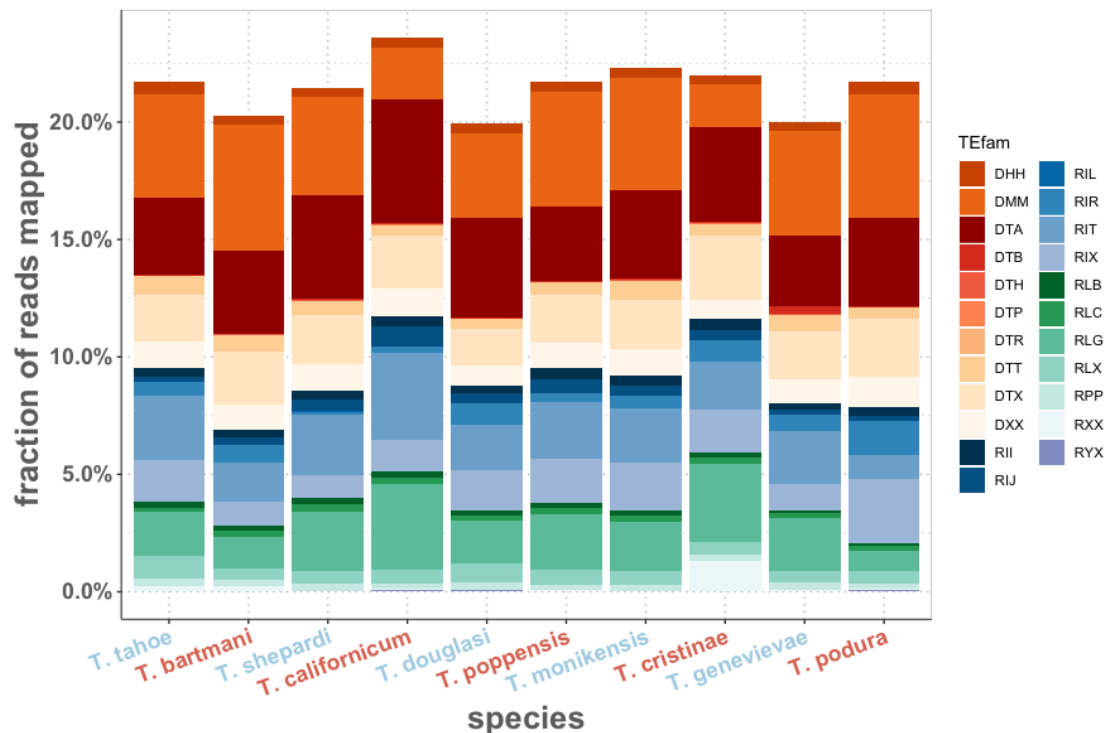 fraction of reads mapped
20.0%
15.0%
10.0%
5.0%
0.0%
T. tahoe
T. bartmani
T. shepardi
T. californicum
T. douglasi
T. poppensis
T. monikensis
T. cristinae
T. genevievae
T. podura
species
TEfam
DHH
DMM
DTA
DTB
DTH
DTP
DTR
DTT
DTX
DXX
RII
RIJ
RIL
RIR
RIT
RIX
RLB
RLC
RLG
RLX
RPP
RXX
RYX